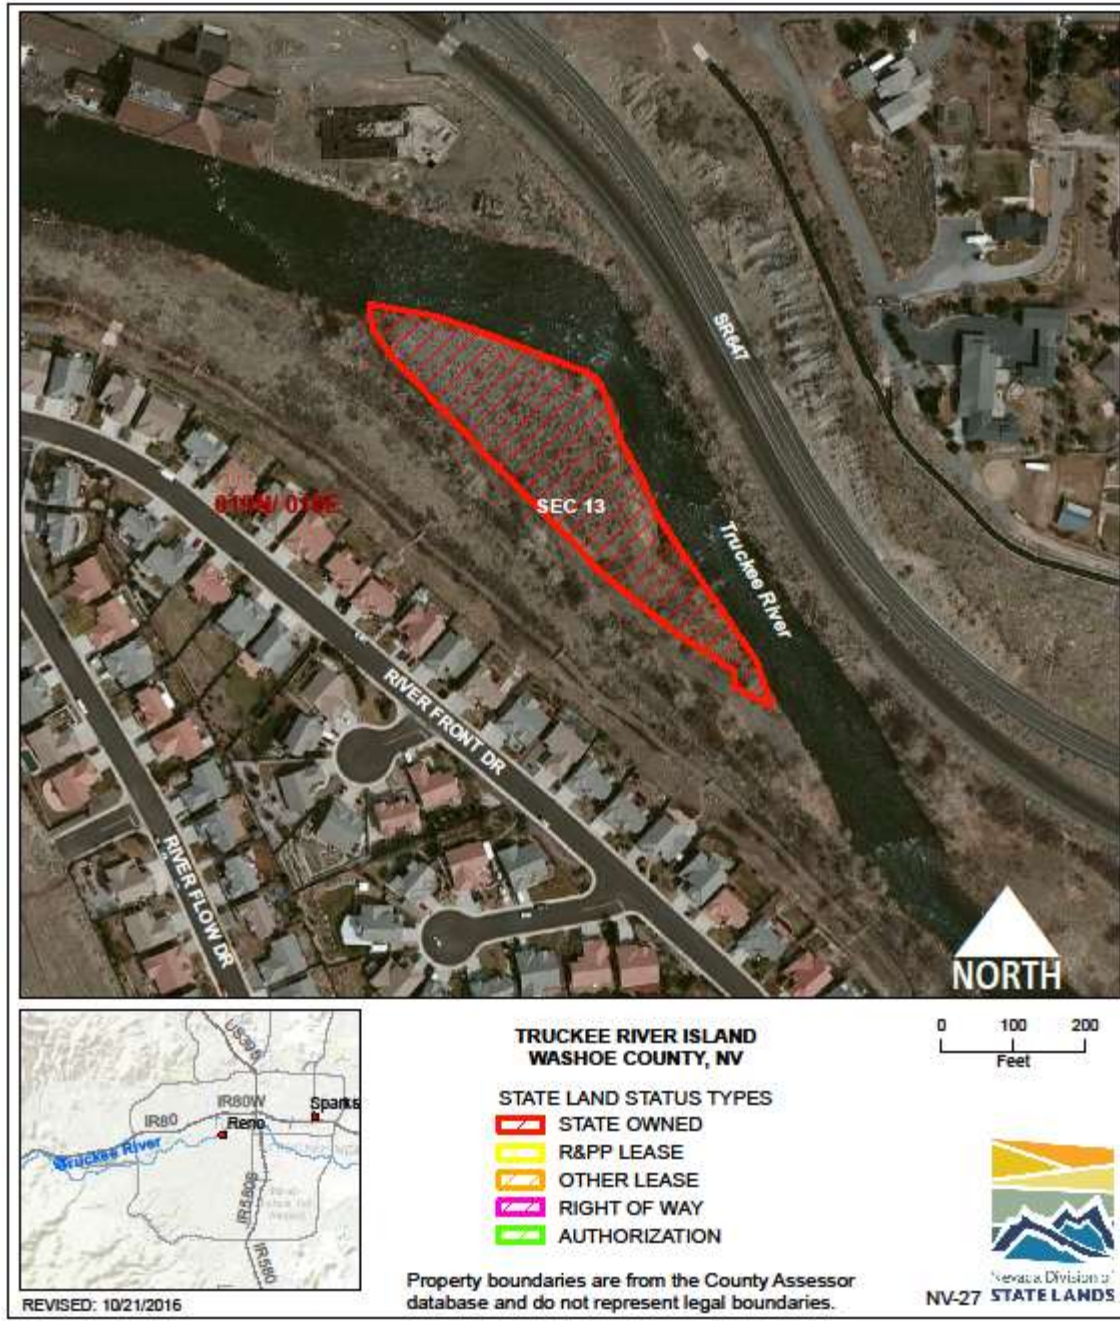 SR647
SEC 13
Truckee River
RIVER FRONT DR
RIVER FLOW DR
NORTH
US395
IR80W
Sparks
IR80
Reno
Truckee River
IR580B
IR580
REVISED: 10/21/2016
TRUCKEE RIVER ISLAND
WASHOE COUNTY, NV
STATE LAND STATUS TYPES
STATE OWNED
R&PP LEASE
OTHER LEASE
RIGHT OF WAY
AUTHORIZATION
Property boundaries are from the County Assessor
database and do not represent legal boundaries.
0 100 200
Feet
Nevada Division of
NV-27 STATE LANDS